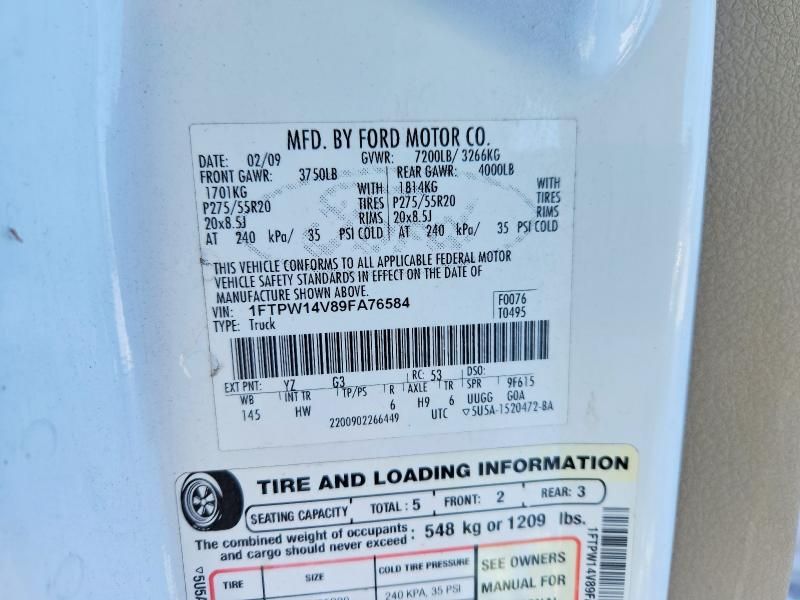 MFD. BY FORD MOTOR CO.
DATE: 02/09 GVWR: 7200LB/ 3266KG
FRONT GAWR: 3750LB REAR GAWR: 4000LB
1701KG WITH 1814KG WITH
P275/55R20 TIRES P275/55R20 TIRES
20x8.5J RIMS 20x8.5J RIMS
AT 240 kPa/ 35 PSI COLD AT 240 kPa/ 35 PSI COLD
THIS VEHICLE CONFORMS TO ALL APPLICABLE FEDERAL MOTOR
VEHICLE SAFETY STANDARDS IN EFFECT ON THE DATE OF
MANUFACTURE SHOWN ABOVE.
VIN: 1FTPW14V89FA76584 F0076
TYPE: Truck T0495
EXT PNT: YZ G3 RC: 53 DSO:
WB INT TR TP/PS R AXLE TR SPR 9F615
145 HW 6 H9 6 UUGG G0A
2200902266449 UTC ▽5U5A-1520472-BA
TIRE AND LOADING INFORMATION
SEATING CAPACITY TOTAL: 5 FRONT: 2 REAR: 3
The combined weight of occupants and cargo should never exceed: 548 kg or 1209 lbs.
TIRE SIZE COLD TIRE PRESSURE SEE OWNERS
240 KPA, 35 PSI MANUAL FOR
▽5U5A
1FTPW14V89F